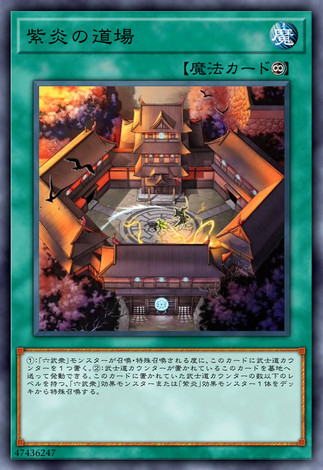 紫炎の道場
魔
【魔法カード】
①:「六武衆」モンスターが召喚・特殊召喚される度に、このカードに武士道カウン
ターを１つ置く。②:武士道カウンターが置かれているこのカードを墓地へ
送って発動できる。このカードに置かれていた武士道カウンターの数以下のレ
ベルを持つ、「六武衆」効果モンスターまたは「紫炎」効果モンスター１体をデッ
キから特殊召喚する。
47436247